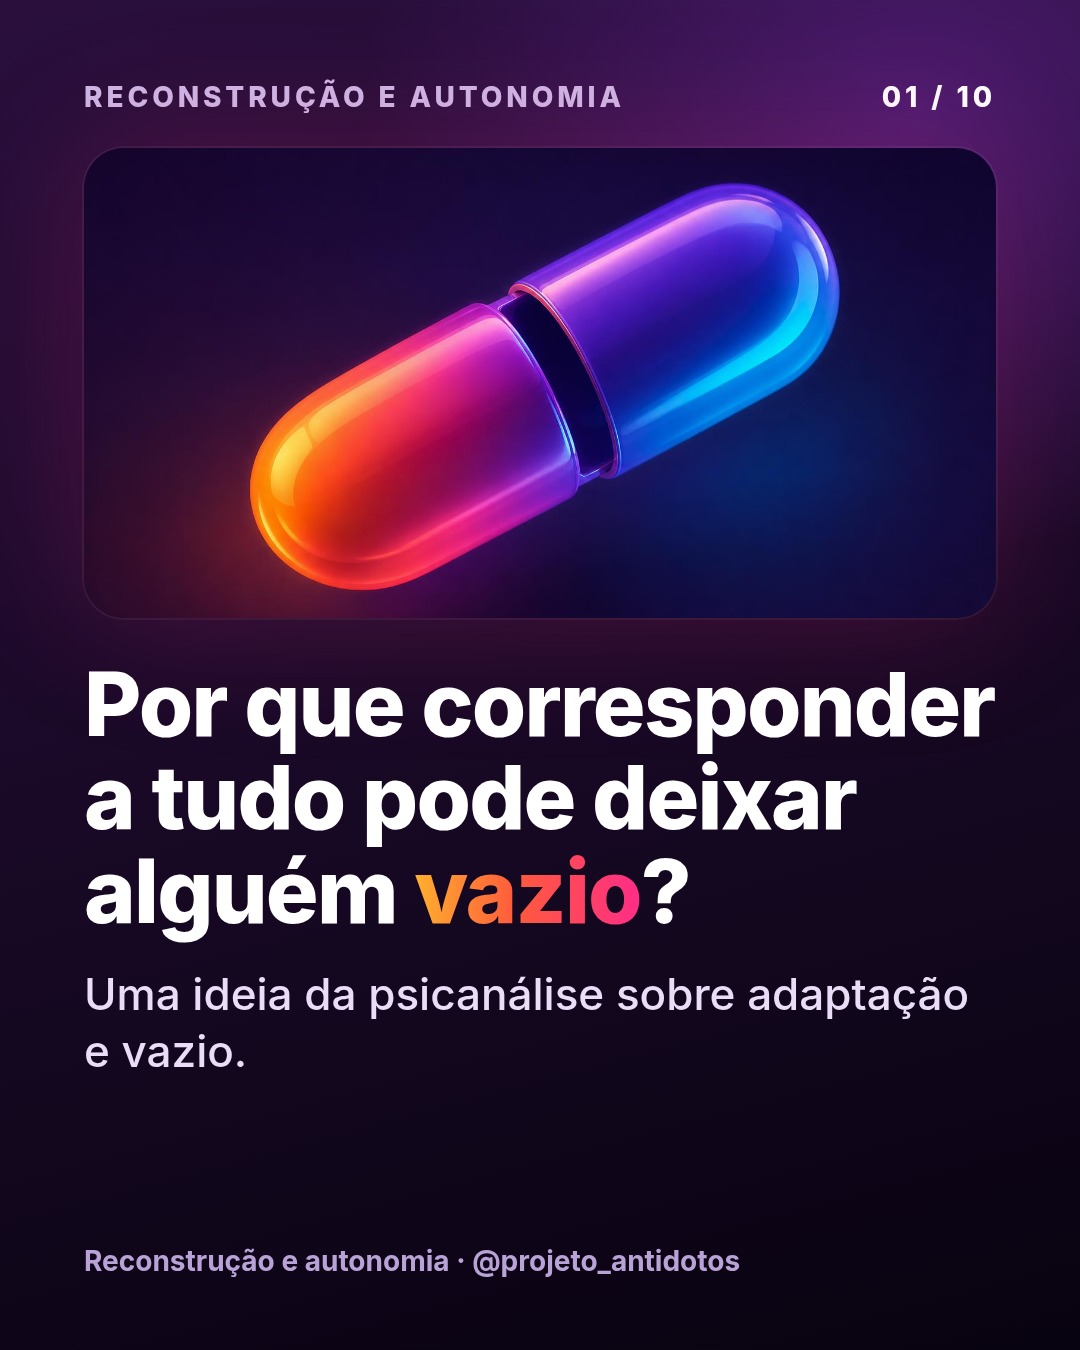 RECONSTRUÇÃO E AUTONOMIA
01 / 10
Por que corresponder
a tudo pode deixar
alguém vazio?
Uma ideia da psicanálise sobre adaptação
e vazio.
Reconstrução e autonomia · @projeto_antidotos